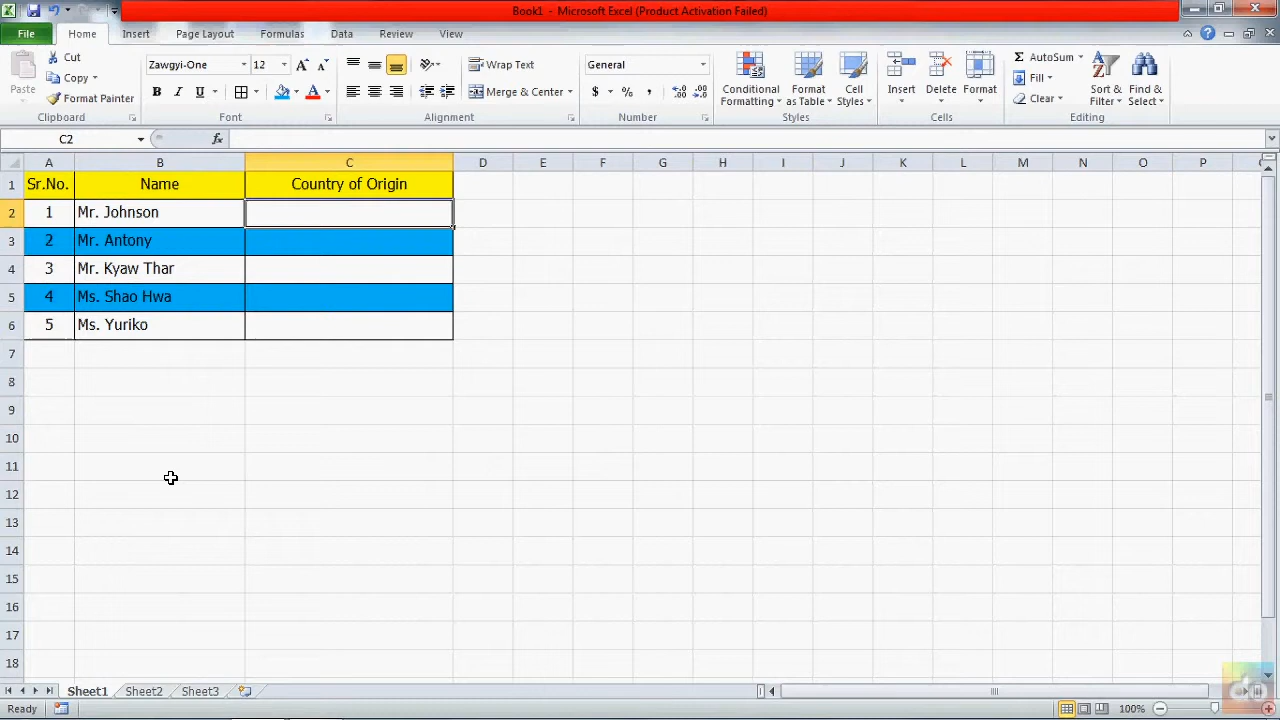 Book1 - Microsoft Excel (Product Activation Failed)
File Home Insert Page Layout Formulas Data Review View
Paste
Cut
Copy
Format Painter
Clipboard
Zawgyi-One 12
B I U
Font
Wrap Text
Merge & Center
Alignment
General
$ % ,
Number
Conditional Formatting
Format as Table
Cell Styles
Styles
Insert Delete Format
Cells
AutoSum
Fill
Clear
Sort & Filter
Find & Select
Editing
C2 fx
A B C D E F G H I J K L M N O P
1 Sr.No. Name Country of Origin
2 1 Mr. Johnson
3 2 Mr. Antony
4 3 Mr. Kyaw Thar
5 4 Ms. Shao Hwa
6 5 Ms. Yuriko
7
8
9
10
11
12
13
14
15
16
17
18
Sheet1 Sheet2 Sheet3
Ready 100%